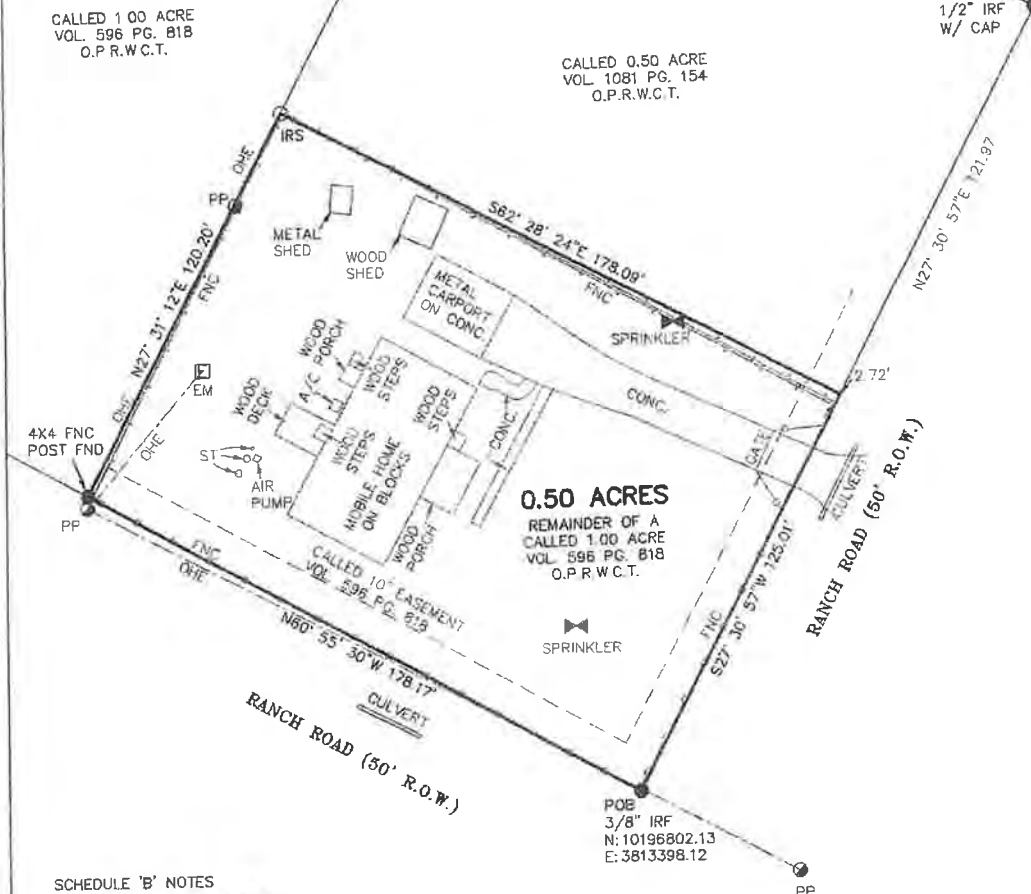 CALLED 1 00 ACRE
VOL. 596 PG. 818
O.P R.W C.T.
1/2" IRF
W/ CAP
CALLED 0.50 ACRE
VOL 1081 PG. 154
O.P.R.W.C.T.
IRS
OHE
PP
METAL
SHED
WOOD
SHED
S62° 28' 24"E 178.09'
FNC
N27° 30' 57"E 121.97
N27° 31' 12"E 120.20'
FNC
METAL
CARPORT
ON CONC.
SPRINKLER
2.72'
EM
WOOD
DECK
A/C PORCH
WOOD
WOOD
STEPS
WOOD
STEPS
WOOD
STEPS
CONC.
CONC.
GATE
CULVERT
OHE
OHE
4X4 FNC
POST FND
PP
ST
AIR
PUMP
MOBILE HOME
ON BLOCKS
WOOD
PORCH
0.50 ACRES
REMAINDER OF A
CALLED 1.00 ACRE
VOL. 596 PG. 818
O.P R.W.C.T.
FNC
OHE
CALLED 10' EASEMENT
VOL. 596 PG. 818
N60° 55' 30"W 178.17'
SPRINKLER
FNC
S27° 30' 57"W 125.01'
RANCH ROAD (50' R.O.W.)
CULVERT
RANCH ROAD (50' R.O.W.)
POB
3/8" IRF
N: 10196802.13
E: 3813398.12
PP
SCHEDULE 'B' NOTES